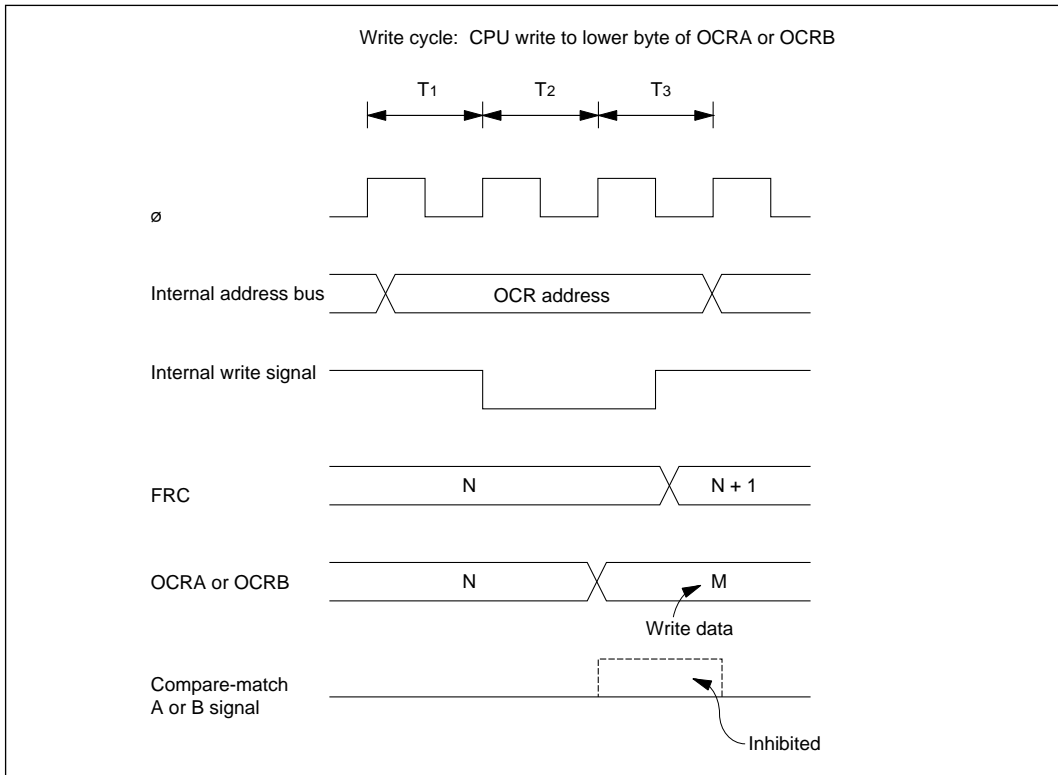 Write cycle: CPU write to lower byte of OCRA or OCRB
T1 T2 T3
ø
Internal address bus
OCR address
Internal write signal
FRC
N
N + 1
OCRA or OCRB
N
M
Write data
Compare-match
A or B signal
Inhibited